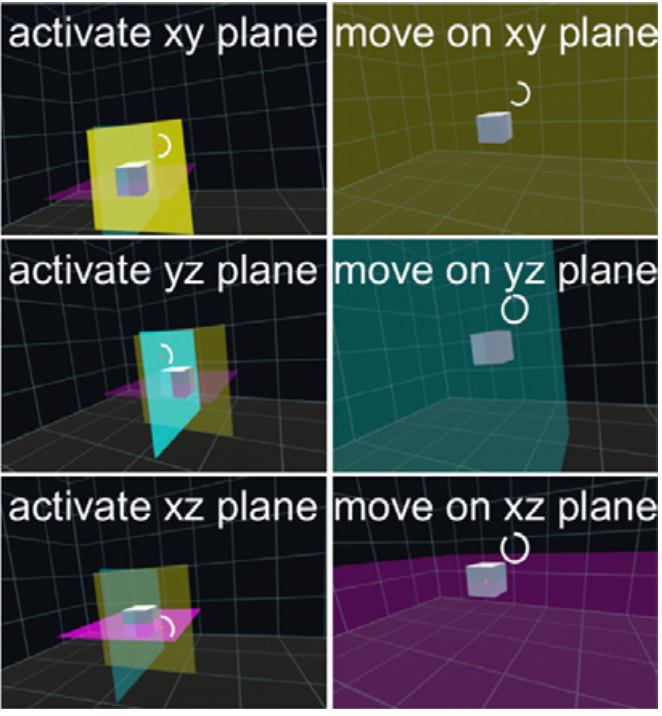 activate xy plane
move on xy plane
activate yz plane
move on yz plane
activate xz plane
move on xz plane